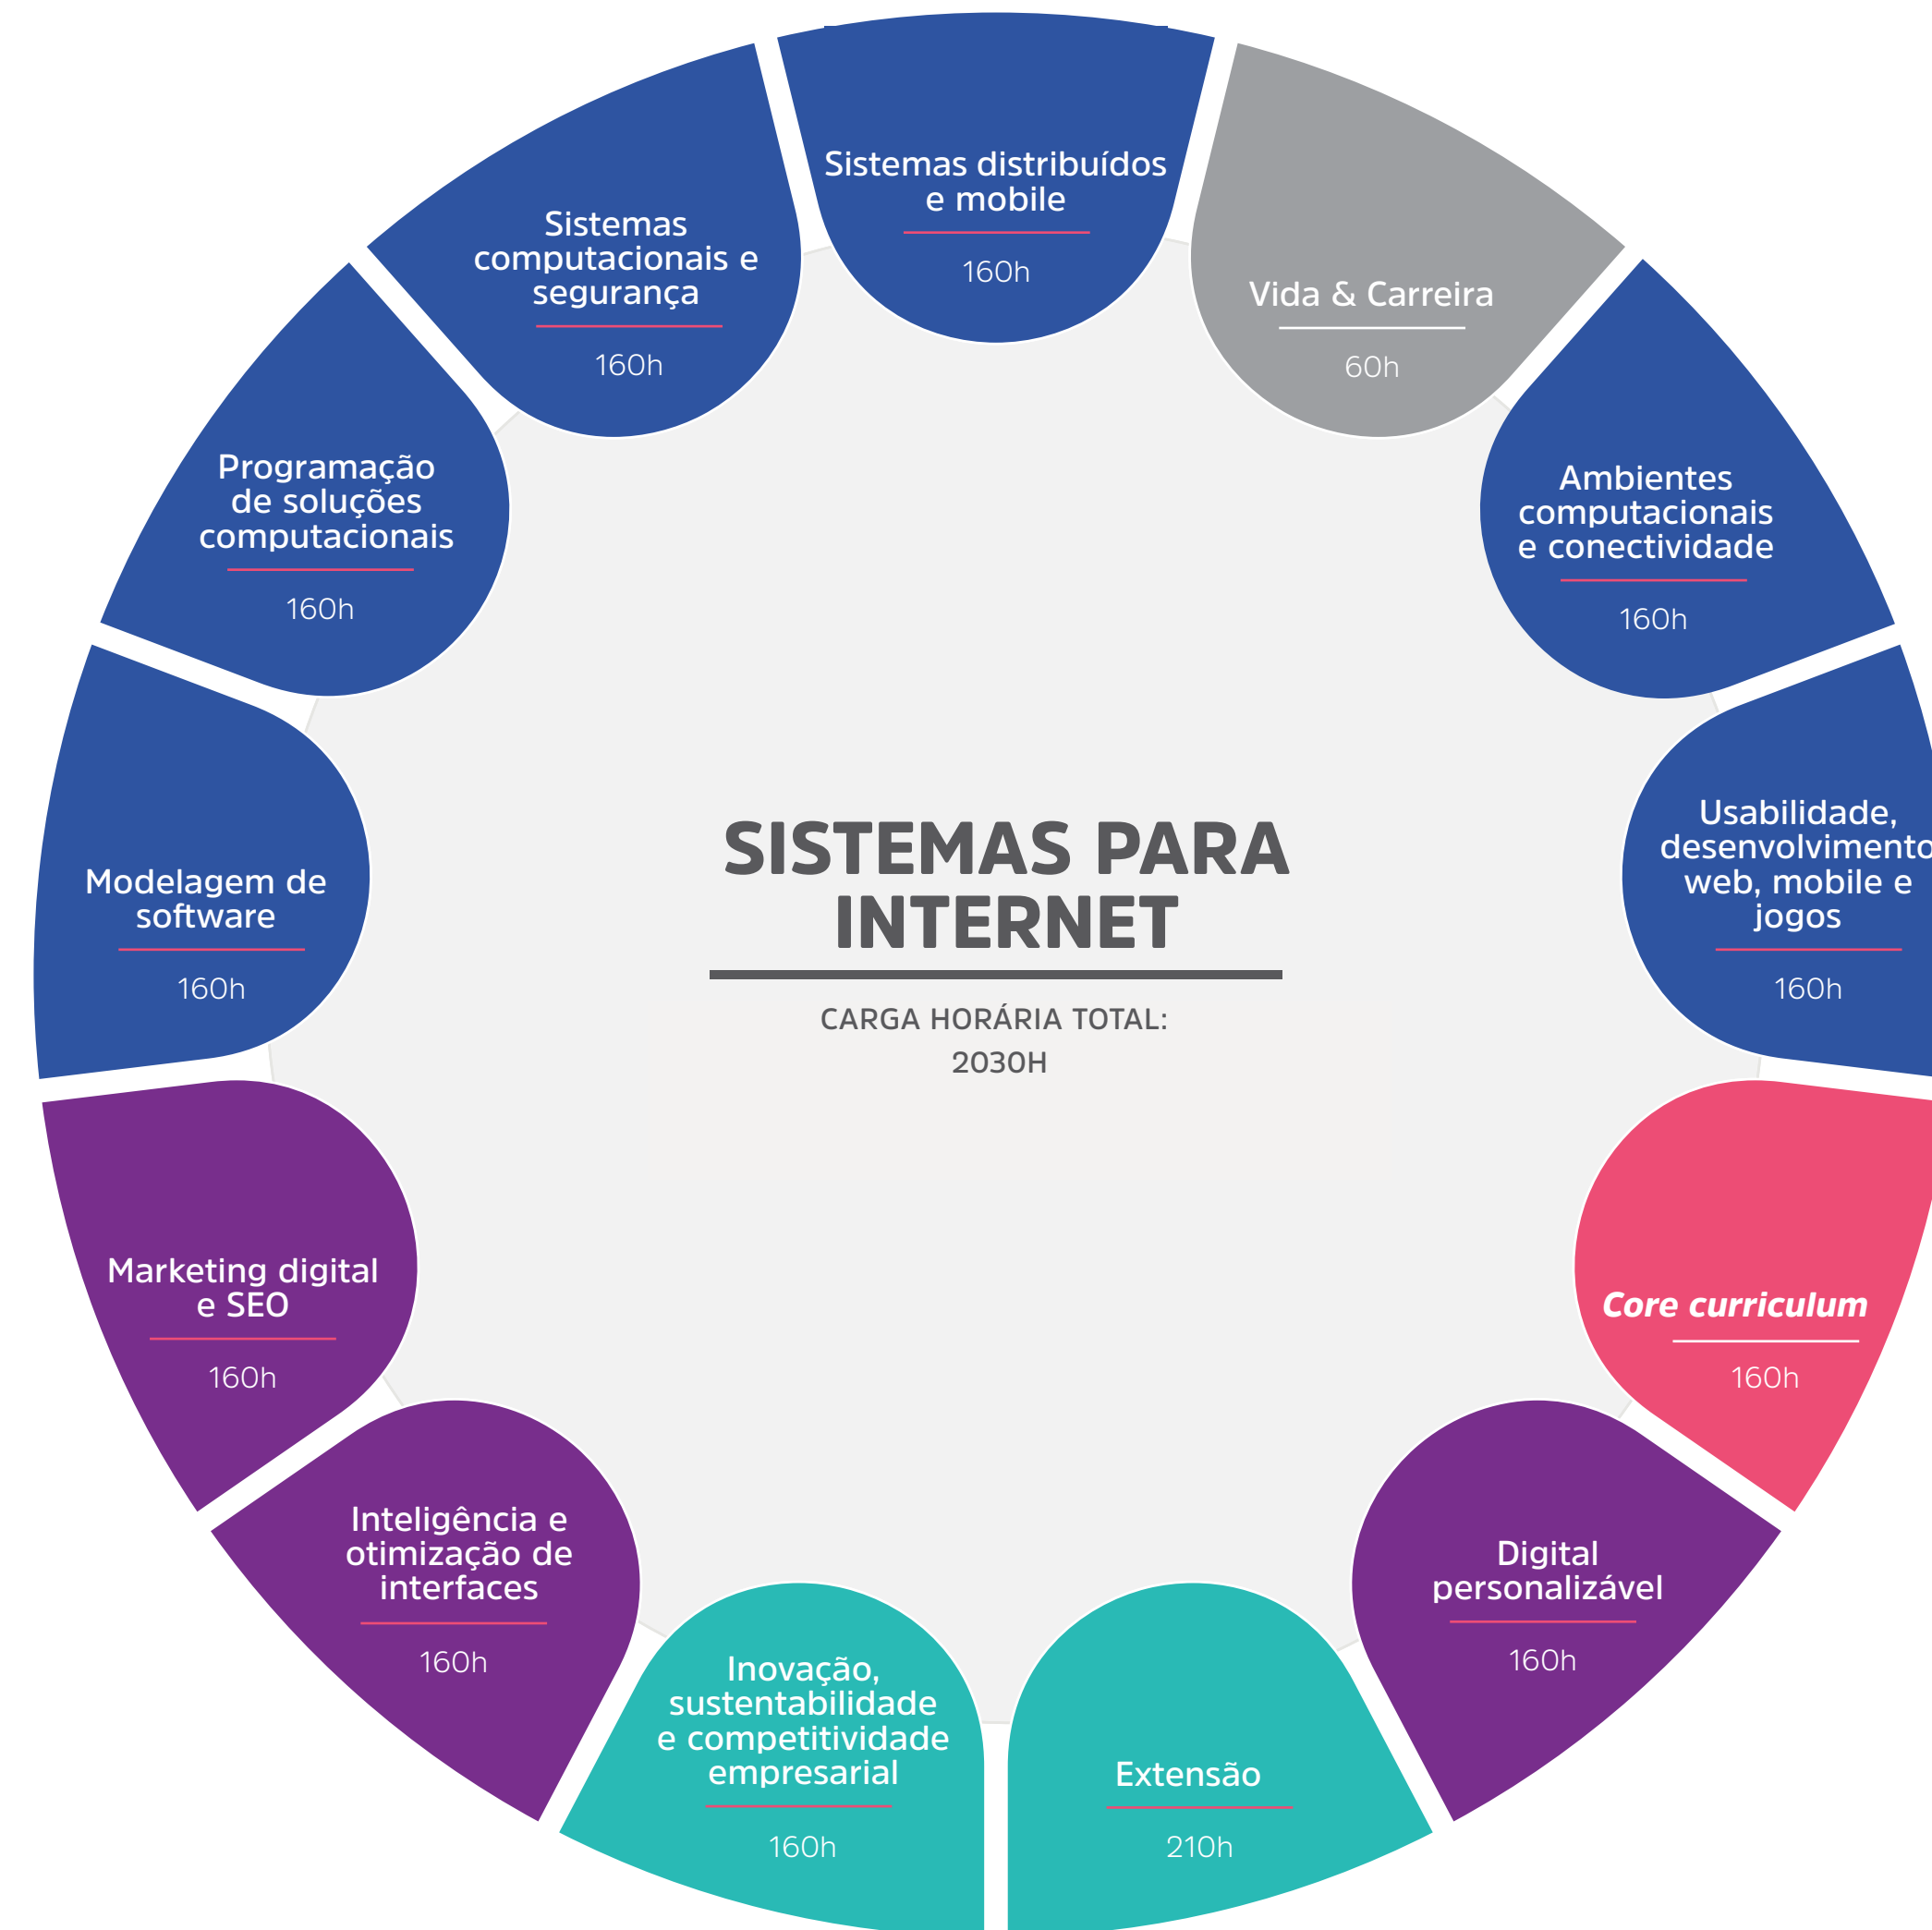 Sistemas distribuídos
e mobile
160h
Vida & Carreira
60h
Ambientes
computacionais
e conectividade
160h
Usabilidade,
desenvolvimento
web, mobile e
jogos
160h
Core curriculum
160h
Digital
personalizável
160h
Extensão
210h
Inovação,
sustentabilidade
e competitividade
empresarial
160h
Inteligência e
otimização de
interfaces
160h
Marketing digital
e SEO
160h
Modelagem de
software
160h
Programação
de soluções
computacionais
160h
Sistemas
computacionais e
segurança
160h
SISTEMAS PARA
INTERNET
CARGA HORÁRIA TOTAL:
2030H